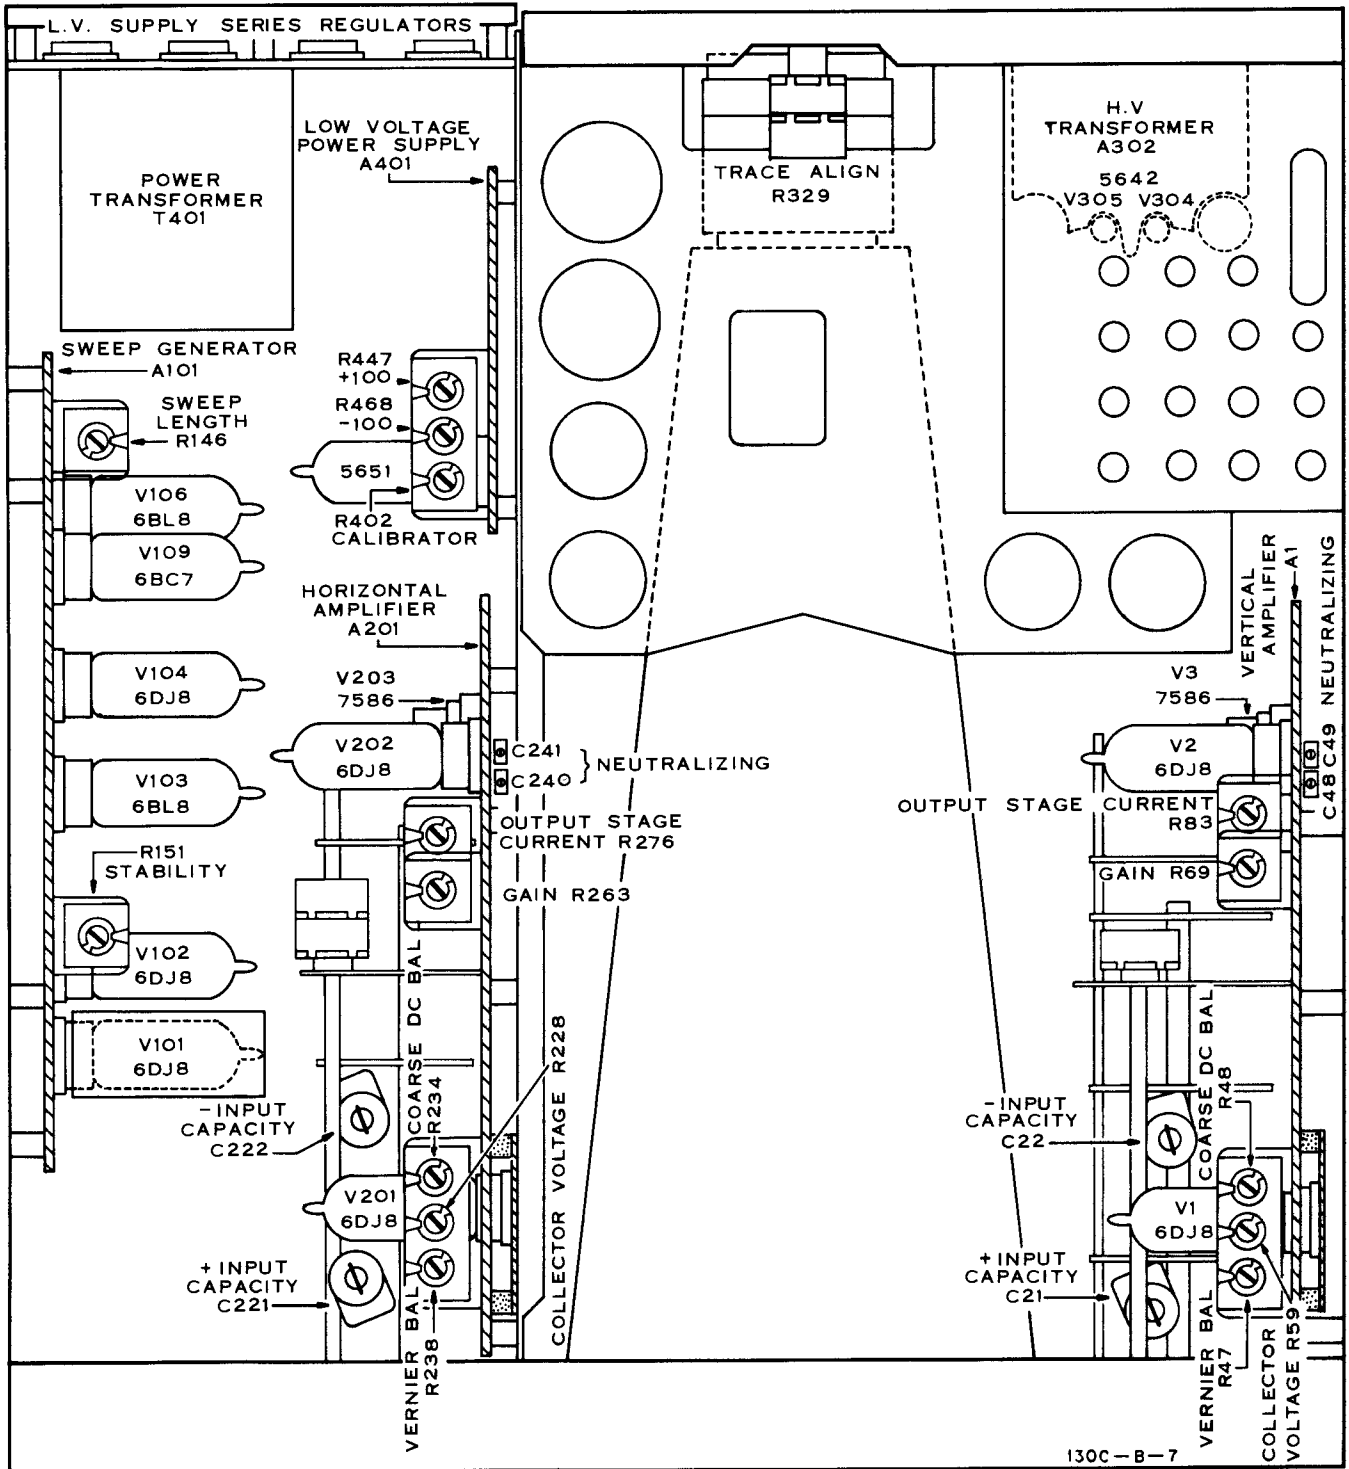 L.V. SUPPLY SERIES REGULATORS
POWER
TRANSFORMER
T401
LOW VOLTAGE
POWER SUPPLY
A401
TRACE ALIGN
R329
H.V
TRANSFORMER
A302
5642
V305 V304
SWEEP GENERATOR
A101
SWEEP
LENGTH
R146
R447
+100
R468
-100
5651
R402
CALIBRATOR
V106
6BL8
V109
6BC7
V104
6DJ8
V103
6BL8
R151
STABILITY
V102
6DJ8
V101
6DJ8
HORIZONTAL
AMPLIFIER
A201
V203
7586
V202
6DJ8
C241
C240
NEUTRALIZING
OUTPUT STAGE
CURRENT R276
GAIN R263
COARSE DC BAL
R234
COLLECTOR VOLTAGE R228
-INPUT
CAPACITY
C222
V201
6DJ8
+INPUT
CAPACITY
C221
VERNIER BAL
R238
VERTICAL
AMPLIFIER
A1
C48 C49 NEUTRALIZING
V3
7586
V2
6DJ8
OUTPUT STAGE CURRENT
R83
GAIN R69
COARSE DC BAL
R48
-INPUT
CAPACITY
C22
V1
6DJ8
+INPUT
CAPACITY
C21
VERNIER BAL
R47
COLLECTOR
VOLTAGE R59
130C-B-7